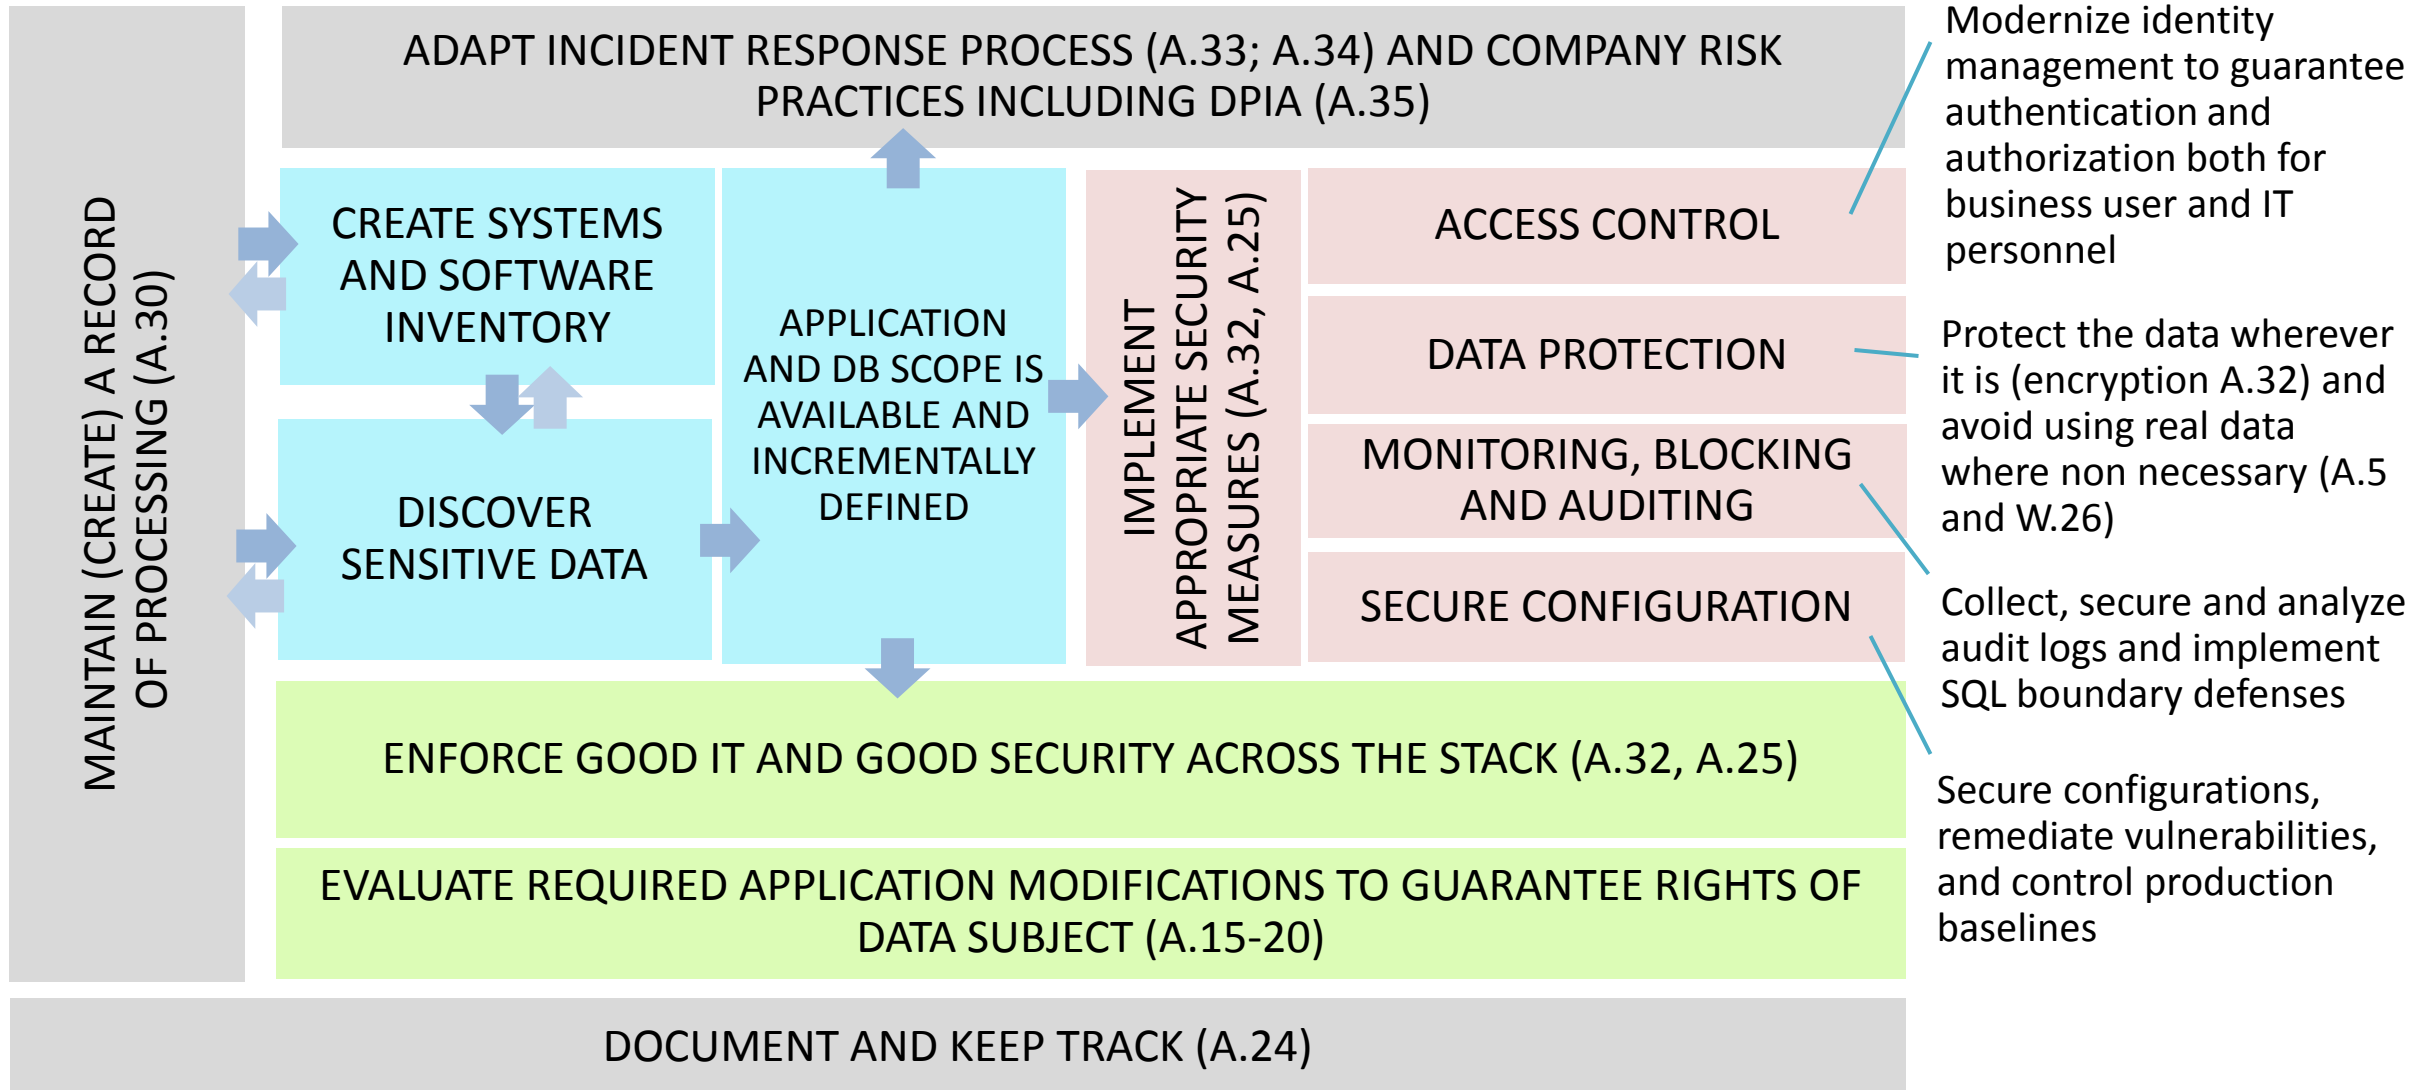 MAINTAIN (CREATE) A RECORD
OF PROCESSING (A.30)
ADAPT INCIDENT RESPONSE PROCESS (A.33; A.34) AND COMPANY RISK
PRACTICES INCLUDING DPIA (A.35)
CREATE SYSTEMS
AND SOFTWARE
INVENTORY
DISCOVER
SENSITIVE DATA
APPLICATION
AND DB SCOPE IS
AVAILABLE AND
INCREMENTALLY
DEFINED
IMPLEMENT
APPROPRIATE SECURITY
MEASURES (A.32, A.25)
ACCESS CONTROL
DATA PROTECTION
MONITORING, BLOCKING
AND AUDITING
SECURE CONFIGURATION
Modernize identity
management to guarantee
authentication and
authorization both for
business user and IT
personnel
Protect the data wherever
it is (encryption A.32) and
avoid using real data
where non necessary (A.5
and W.26)
Collect, secure and analyze
audit logs and implement
SQL boundary defenses
Secure configurations,
remediate vulnerabilities,
and control production
baselines
ENFORCE GOOD IT AND GOOD SECURITY ACROSS THE STACK (A.32, A.25)
EVALUATE REQUIRED APPLICATION MODIFICATIONS TO GUARANTEE RIGHTS OF
DATA SUBJECT (A.15-20)
DOCUMENT AND KEEP TRACK (A.24)